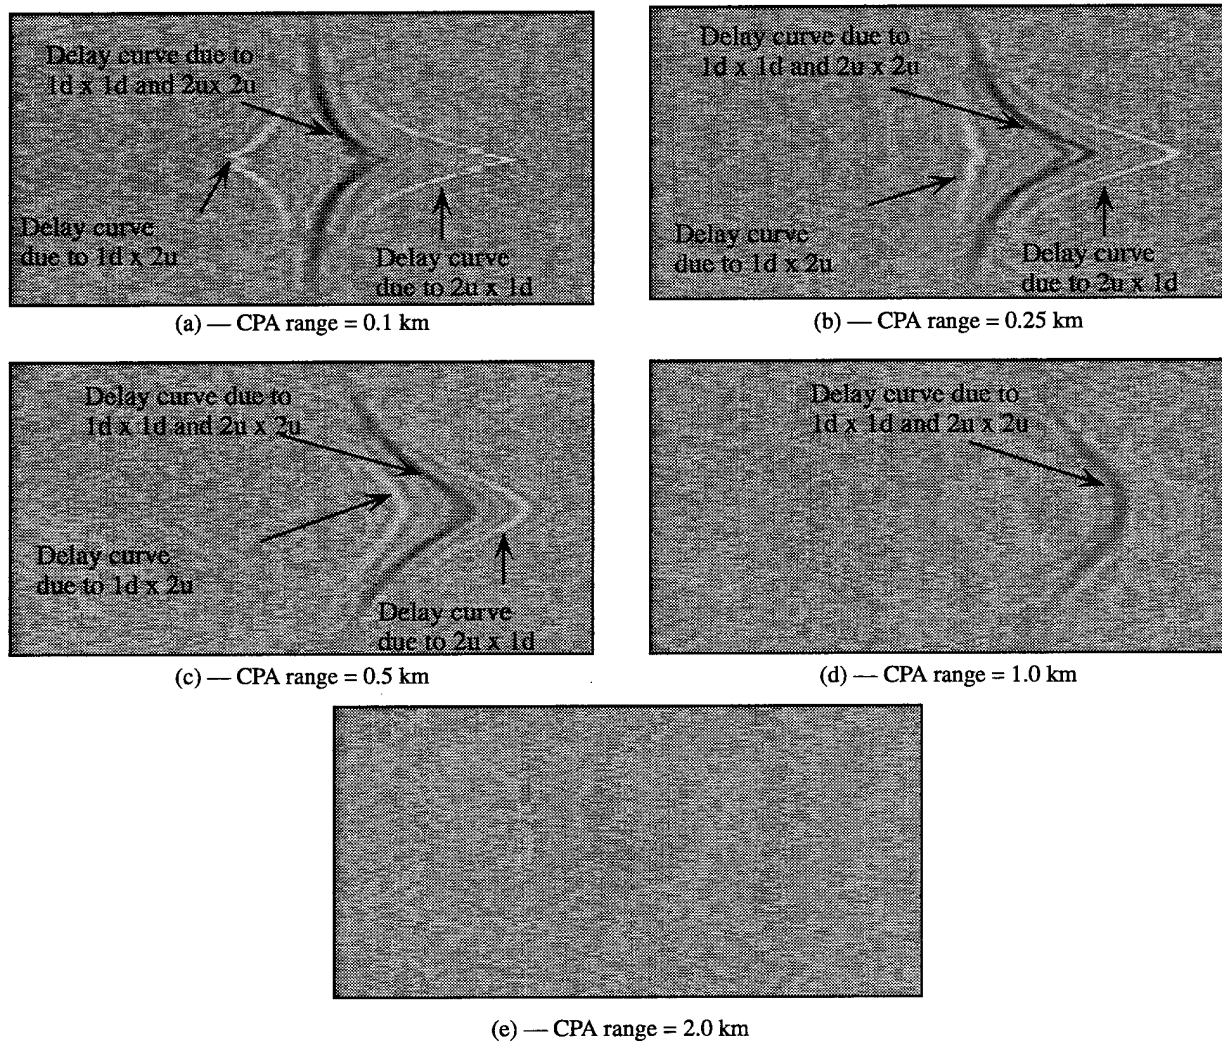 Delay curve due to
1d x 1d and 2ux 2u
Delay curve
due to 1d x 2u
Delay curve
due to 2u x 1d
(a) — CPA range = 0.1 km
Delay curve due to
1d x 1d and 2u x 2u
Delay curve
due to 1d x 2u
Delay curve
due to 2u x 1d
(b) — CPA range = 0.25 km
Delay curve due to
1d x 1d and 2u x 2u
Delay curve
due to 1d x 2u
Delay curve
due to 2u x 1d
(c) — CPA range = 0.5 km
Delay curve due to
1d x 1d and 2u x 2u
(d) — CPA range = 1.0 km
(e) — CPA range = 2.0 km